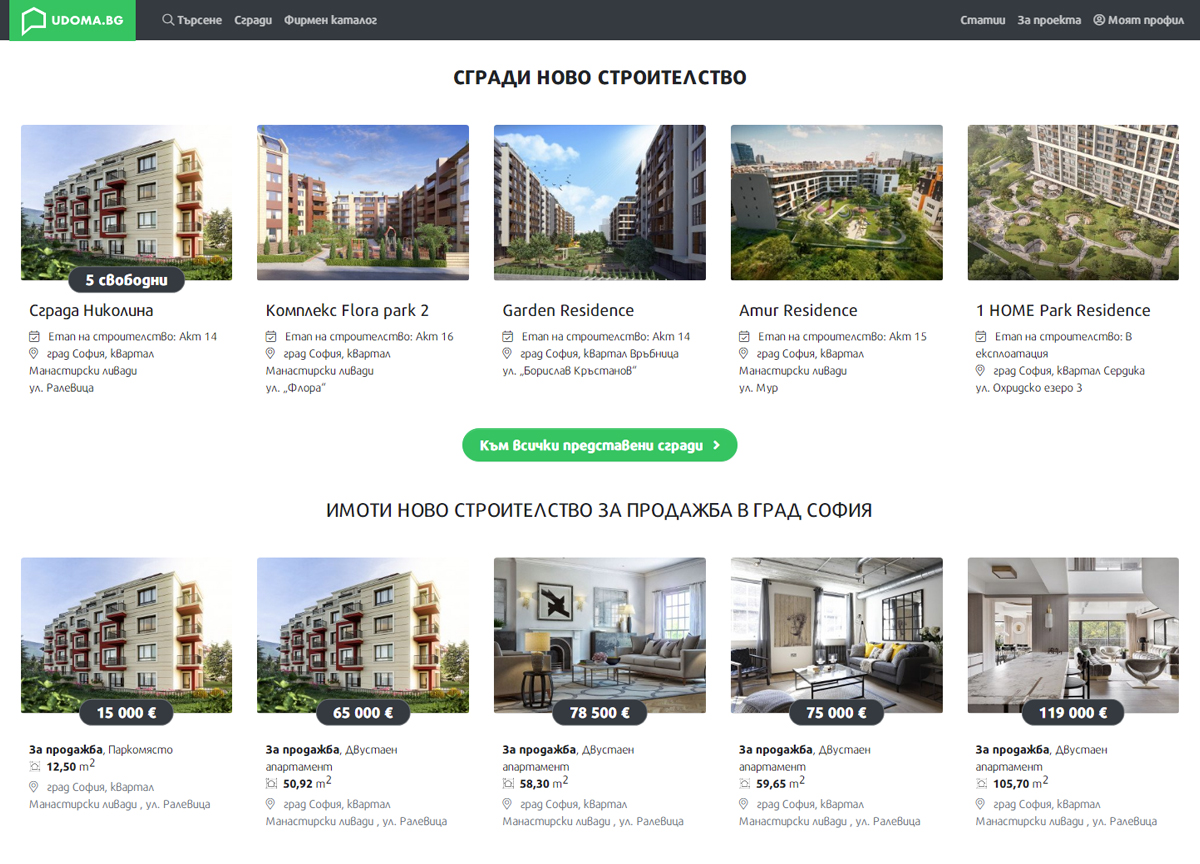 UDOMA.BG
Търсене Сгради Фирмен каталог
Статии За проекта Моят профил
СГРАДИ НОВО СТРОИТЕЛСТВО
5 свободни
Сграда Николина
Етап на строителство: Акт 14
град София, квартал
Манастирски ливади
ул. Ралевица
Комплекс Flora park 2
Етап на строителство: Акт 16
град София, квартал
Манастирски ливади
ул. „Флора“
Garden Residence
Етап на строителство: Акт 14
град София, квартал Връбница
ул. „Борислав Кръстанов“
Amur Residence
Етап на строителство: Акт 15
град София, квартал
Манастирски ливади
ул. Мур
1 HOME Park Residence
Етап на строителство: В
експлоатация
град София, квартал Сердика
ул. Охридско езеро 3
Към всички представени сгради
ИМОТИ НОВО СТРОИТЕЛСТВО ЗА ПРОДАЖБА В ГРАД СОФИЯ
15 000 €
За продажба, Паркомясто
12,50 m2
град София, квартал
Манастирски ливади , ул. Ралевица
65 000 €
За продажба, Двустаен
апартамент
50,92 m2
град София, квартал
Манастирски ливади , ул. Ралевица
78 500 €
За продажба, Двустаен
апартамент
58,30 m2
град София, квартал
Манастирски ливади , ул. Ралевица
75 000 €
За продажба, Двустаен
апартамент
59,65 m2
град София, квартал
Манастирски ливади , ул. Ралевица
119 000 €
За продажба, Двустаен
апартамент
105,70 m2
град София, квартал
Манастирски ливади , ул. Ралевица